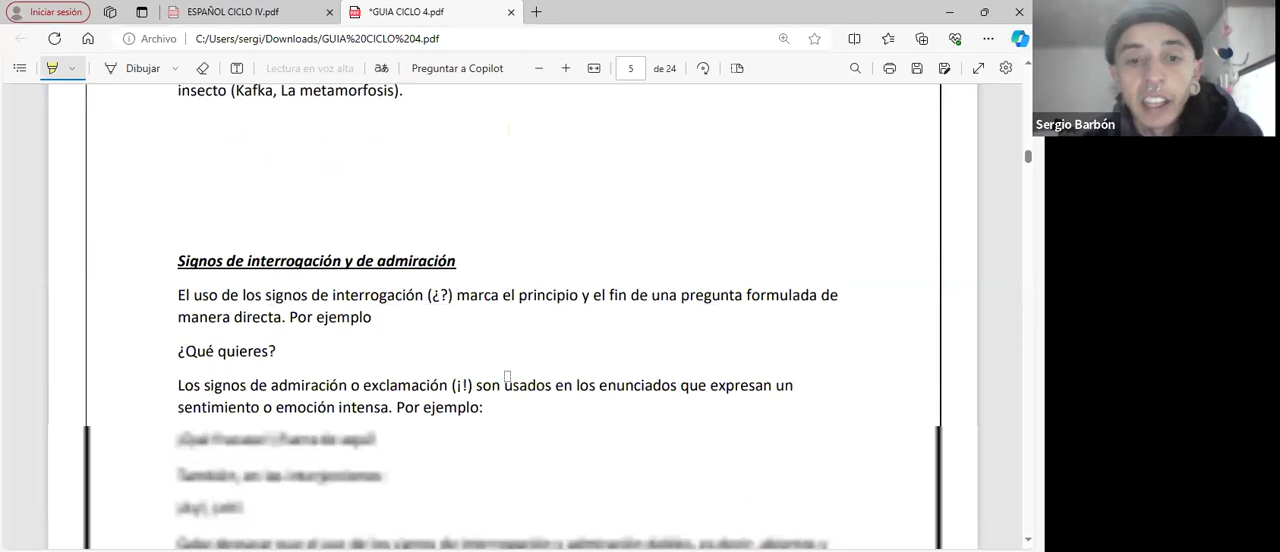 Iniciar sesión
ESPAÑOL CICLO IV.pdf
*GUIA CICLO 4.pdf
Archivo
C:/Users/sergi/Downloads/GUIA%20CICLO%204.pdf
Dibujar
Lectura en voz alta
aあ
Preguntar a Copilot
5
de 24
insecto (Kafka, La metamorfosis).
Signos de interrogación y de admiración
El uso de los signos de interrogación (¿?) marca el principio y el fin de una pregunta formulada de
manera directa. Por ejemplo
¿Qué quieres?
Los signos de admiración o exclamación (¡!) son usados en los enunciados que expresan un
sentimiento o emoción intensa. Por ejemplo:
Sergio Barbón